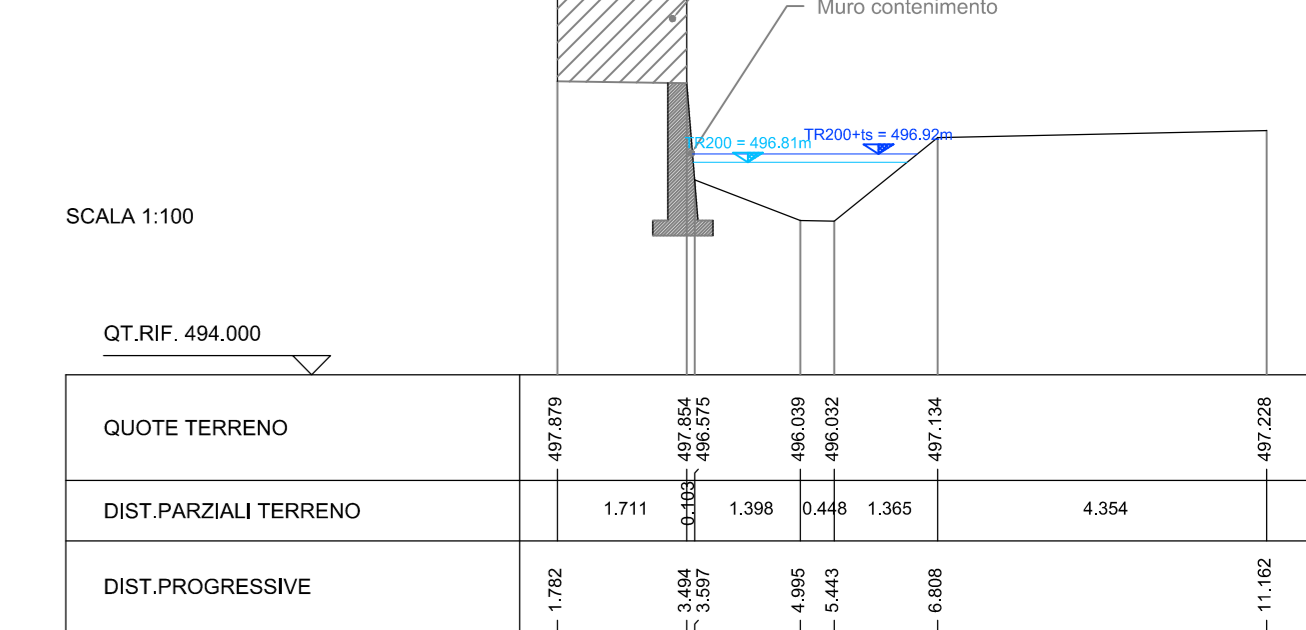 Muro contenimento
TR200+ts = 496.92m
TR200 = 496.81m
SCALA 1:100
QT.RIF. 494.000
QUOTE TERRENO 497.879 497.854 496.575 496.039 496.032 497.134 497.228
DIST.PARZIALI TERRENO 1.711 0.103 1.398 0.448 1.365 4.354
DIST.PROGRESSIVE 1.782 3.494 3.597 4.995 5.443 6.808 11.162